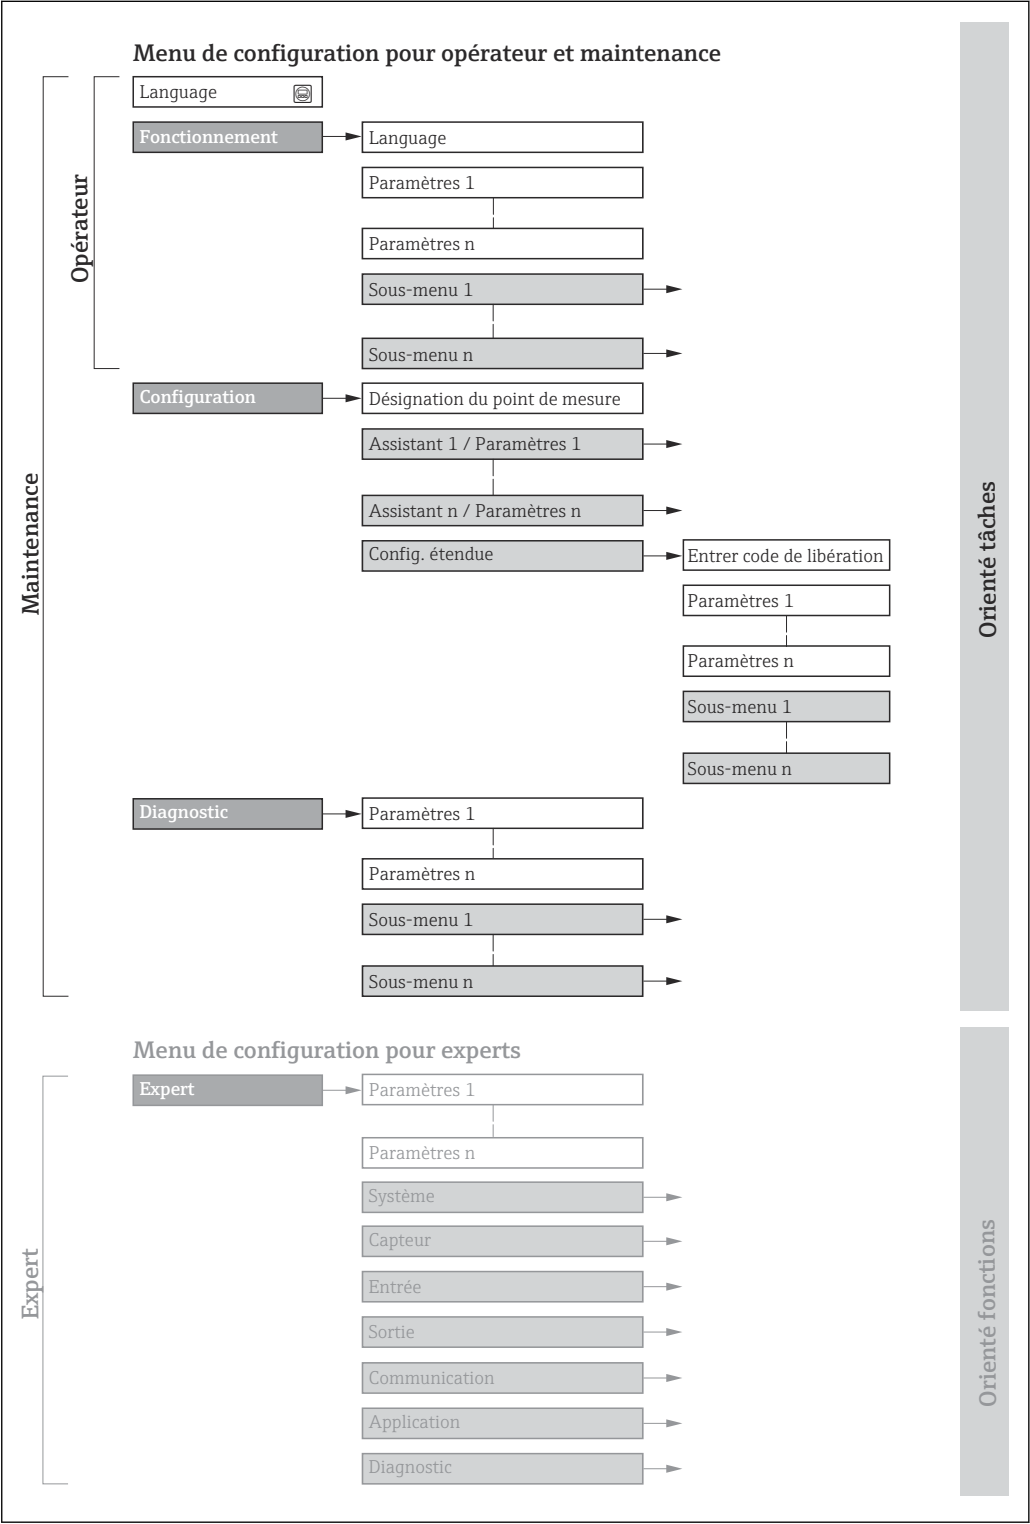 Menu de configuration pour opérateur et maintenance
Language
Fonctionnement
Language
Paramètres 1
Paramètres n
Sous-menu 1
Sous-menu n
Opérateur
Configuration
Désignation du point de mesure
Assistant 1 / Paramètres 1
Assistant n / Paramètres n
Config. étendue
Entrer code de libération
Paramètres 1
Paramètres n
Sous-menu 1
Sous-menu n
Maintenance
Orienté tâches
Diagnostic
Paramètres 1
Paramètres n
Sous-menu 1
Sous-menu n
Menu de configuration pour experts
Expert
Paramètres 1
Paramètres n
Système
Capteur
Entrée
Sortie
Communication
Application
Diagnostic
Expert
Orienté fonctions